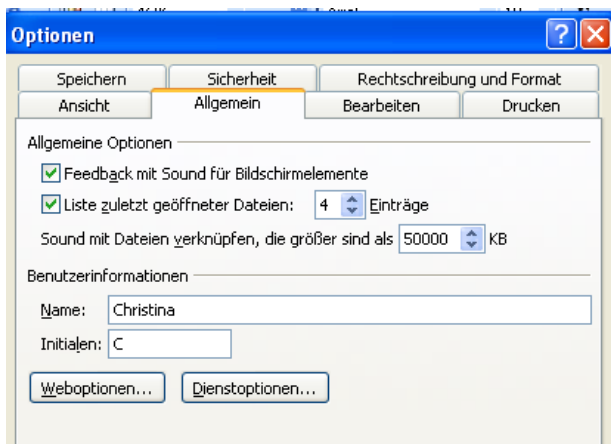 Optionen
Speichern Sicherheit Rechtschreibung und Format
Ansicht Allgemein Bearbeiten Drucken
Allgemeine Optionen
Feedback mit Sound für Bildschirmelemente
Liste zuletzt geöffneter Dateien: 4 Einträge
Sound mit Dateien verknüpfen, die größer sind als 50000 KB
Benutzerinformationen
Name: Christina
Initialen: C
Weboptionen... Dienstoptionen...